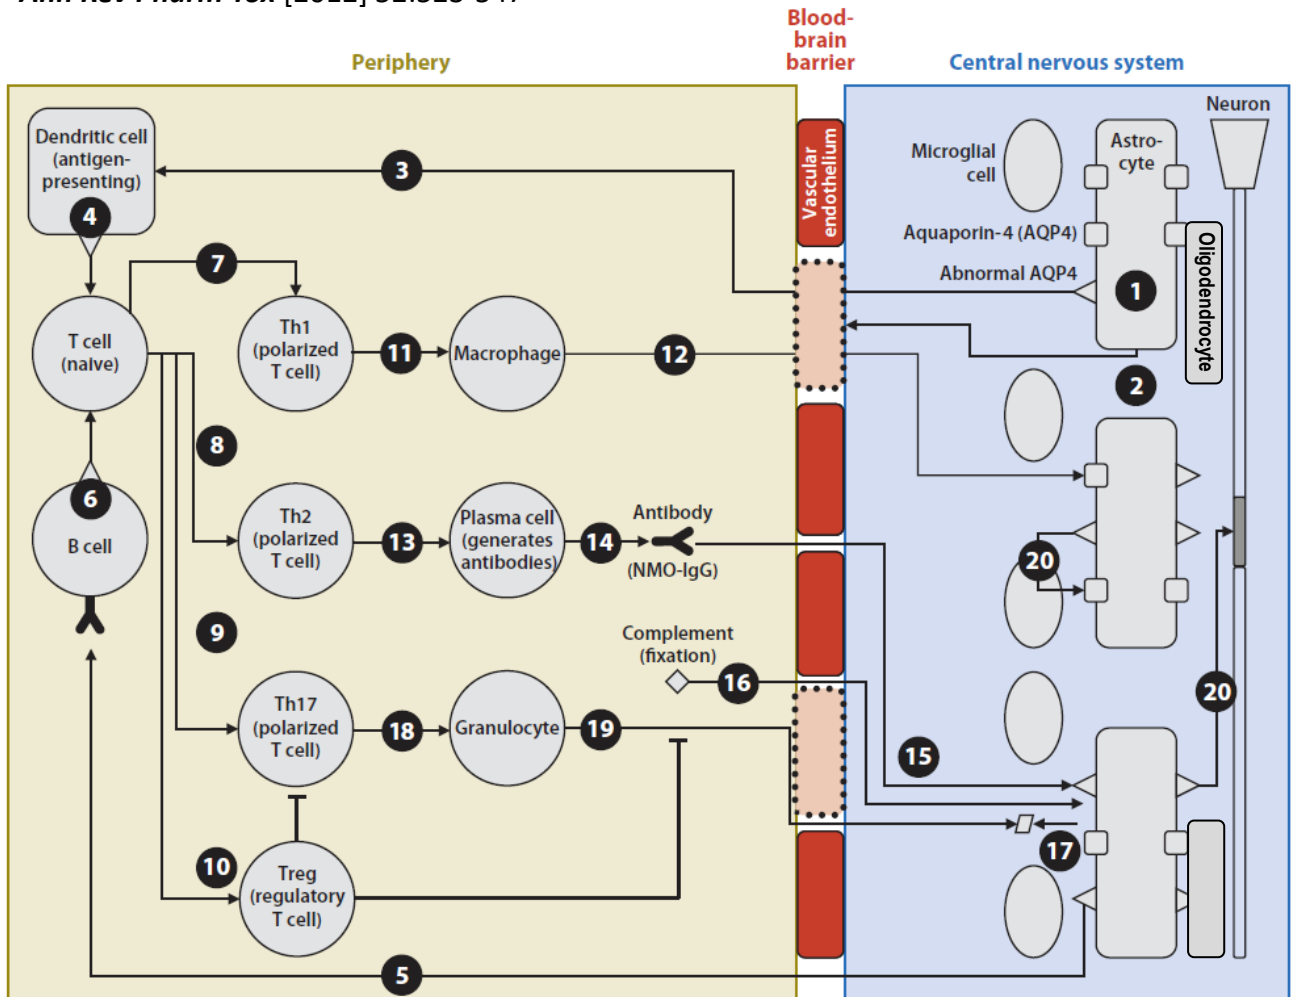 Blood-
brain
barrier
Periphery
Central nervous system
Neuron
Dendritic cell
(antigen-
presenting)
4
3
Vascular
endothelium
Microglial
cell
Astro-
cyte
Aquaporin-4 (AQP4)
Abnormal AQP4
1
Oligodendrocyte
2
7
T cell
(naive)
Th1
(polarized
T cell)
11
Macrophage
12
8
6
B cell
Th2
(polarized
T cell)
13
Plasma cell
(generates
antibodies)
14
Antibody
(NMO-IgG)
20
9
Complement
(fixation)
16
Th17
(polarized
T cell)
18
Granulocyte
19
15
20
17
10
Treg
(regulatory
T cell)
5